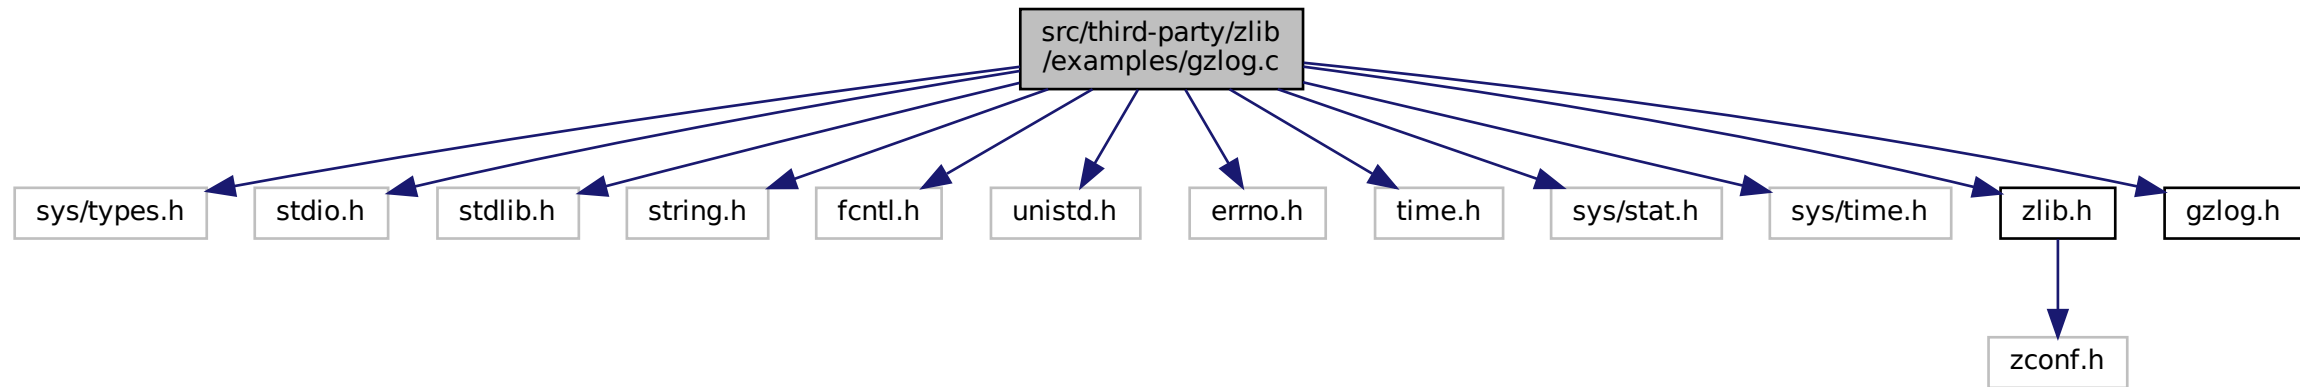 src/third-party/zlib
/examples/gzlog.c
sys/types.h
stdio.h
stdlib.h
string.h
fcntl.h
unistd.h
errno.h
time.h
sys/stat.h
sys/time.h
zlib.h
gzlog.h
zconf.h